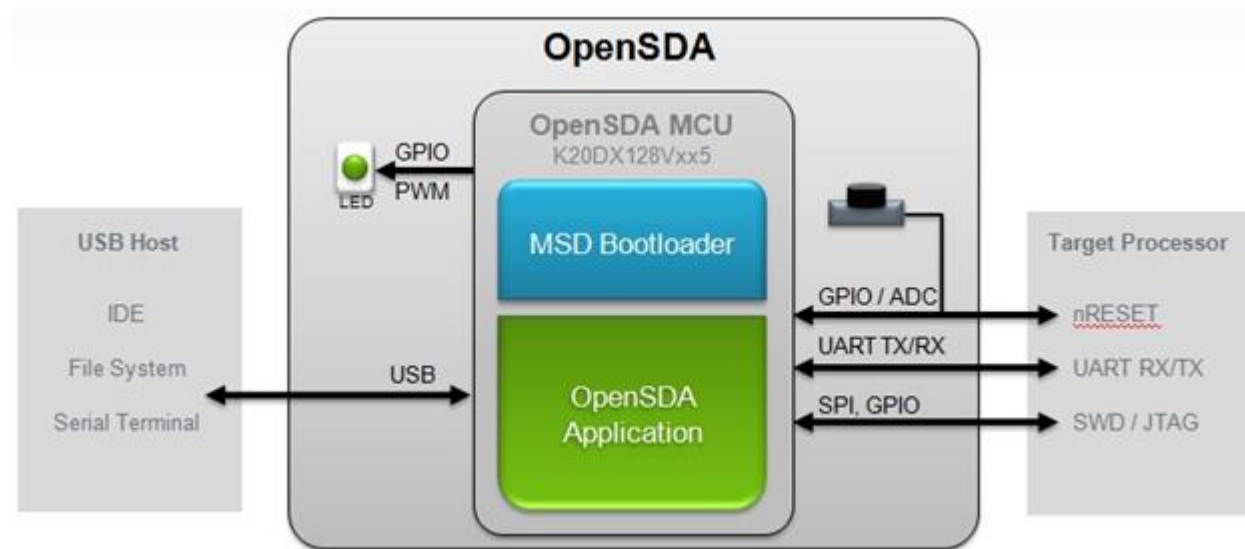 OpenSDA
OpenSDA MCU
K20DX128Vxx5
GPIO
PWM
LED
MSD Bootloader
USB Host
IDE
File System
Serial Terminal
USB
OpenSDA
Application
GPIO / ADC
UART TX/RX
SPI, GPIO
Target Processor
nRESET
UART RX/TX
SWD / JTAG